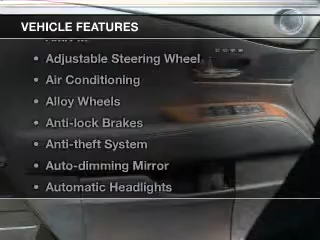 VEHICLE FEATURES
• Adjustable Steering Wheel
• Air Conditioning
• Alloy Wheels
• Anti-lock Brakes
• Anti-theft System
• Auto-dimming Mirror
• Automatic Headlights